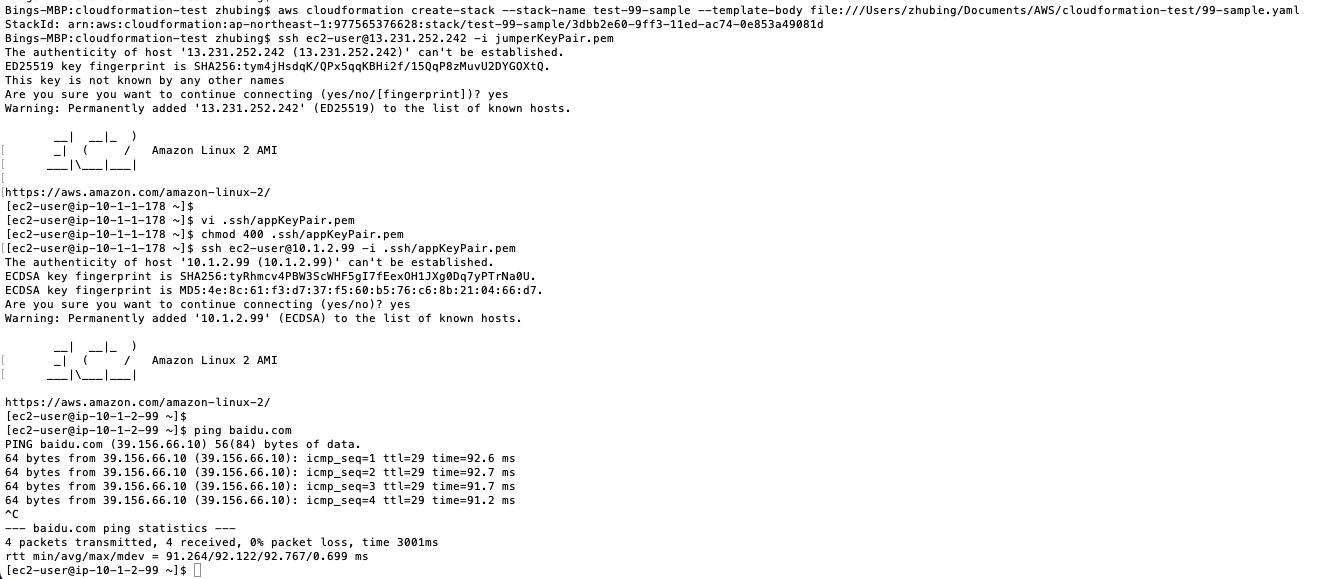 Bings-MBP:cloudformation-test zhubing$ aws cloudformation create-stack --stack-name test-99-sample --template-body file:///Users/zhubing/Documents/AWS/cloudformation-test/99-sample.yaml
StackId: arn:aws:cloudformation:ap-northeast-1:977565376628:stack/test-99-sample/3dbb2e60-9ff3-11ed-ac74-0e853a49081d
Bings-MBP:cloudformation-test zhubing$ ssh ec2-user@13.231.252.242 -i jumperKeyPair.pem
The authenticity of host '13.231.252.242 (13.231.252.242)' can't be established.
ED25519 key fingerprint is SHA256:tym4jHsdqK/QPx5qqKBHi2f/15QqP8zMuvU2DYGOXtQ.
This key is not known by any other names
Are you sure you want to continue connecting (yes/no/[fingerprint])? yes
Warning: Permanently added '13.231.252.242' (ED25519) to the list of known hosts.

       __|  __|_  )
[      _|  (     /   Amazon Linux 2 AMI
[     ___|\___|___|
[
[https://aws.amazon.com/amazon-linux-2/
[ec2-user@ip-10-1-1-178 ~]$
[ec2-user@ip-10-1-1-178 ~]$ vi .ssh/appKeyPair.pem
[ec2-user@ip-10-1-1-178 ~]$ chmod 400 .ssh/appKeyPair.pem
[[ec2-user@ip-10-1-1-178 ~]$ ssh ec2-user@10.1.2.99 -i .ssh/appKeyPair.pem
The authenticity of host '10.1.2.99 (10.1.2.99)' can't be established.
ECDSA key fingerprint is SHA256:tyRhmcv4PBW3ScWHF5gI7fEexOH1JXg0Dq7yPTrNa0U.
ECDSA key fingerprint is MD5:4e:8c:61:f3:d7:37:f5:60:b5:76:c6:8b:21:04:66:d7.
Are you sure you want to continue connecting (yes/no)? yes
Warning: Permanently added '10.1.2.99' (ECDSA) to the list of known hosts.

       __|  __|_  )
[      _|  (     /   Amazon Linux 2 AMI
[     ___|\___|___|

https://aws.amazon.com/amazon-linux-2/
[ec2-user@ip-10-1-2-99 ~]$
[ec2-user@ip-10-1-2-99 ~]$ ping baidu.com
PING baidu.com (39.156.66.10) 56(84) bytes of data.
64 bytes from 39.156.66.10 (39.156.66.10): icmp_seq=1 ttl=29 time=92.6 ms
64 bytes from 39.156.66.10 (39.156.66.10): icmp_seq=2 ttl=29 time=92.7 ms
64 bytes from 39.156.66.10 (39.156.66.10): icmp_seq=3 ttl=29 time=91.7 ms
64 bytes from 39.156.66.10 (39.156.66.10): icmp_seq=4 ttl=29 time=91.2 ms
^C
--- baidu.com ping statistics ---
4 packets transmitted, 4 received, 0% packet loss, time 3001ms
rtt min/avg/max/mdev = 91.264/92.122/92.767/0.699 ms
[ec2-user@ip-10-1-2-99 ~]$